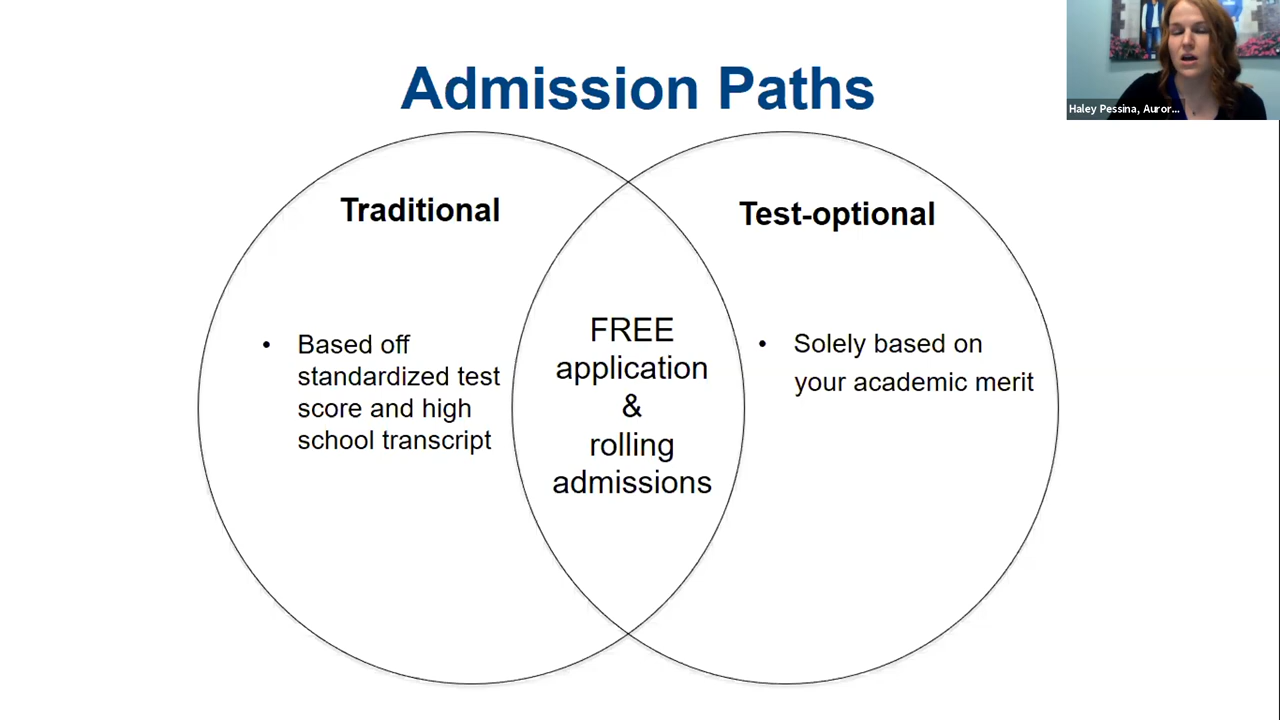 Admission Paths
Haley Pessina, Auror...
Traditional
Test-optional
• Based off
standardized test
score and high
school transcript
FREE
application
&
rolling
admissions
• Solely based on
your academic merit